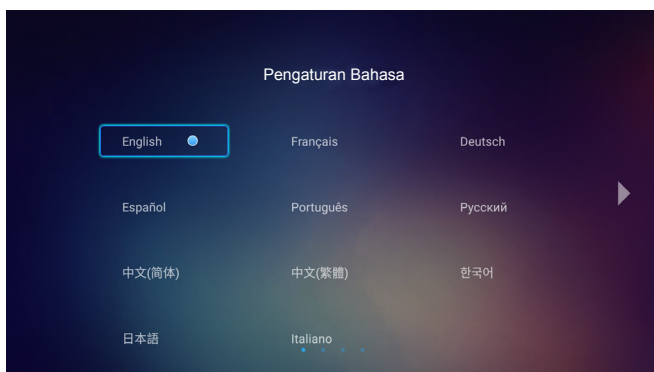 Pengaturan Bahasa
English Français Deutsch
Español Português Русский
中文(简体) 中文(繁體) 한국어
日本語 Italiano